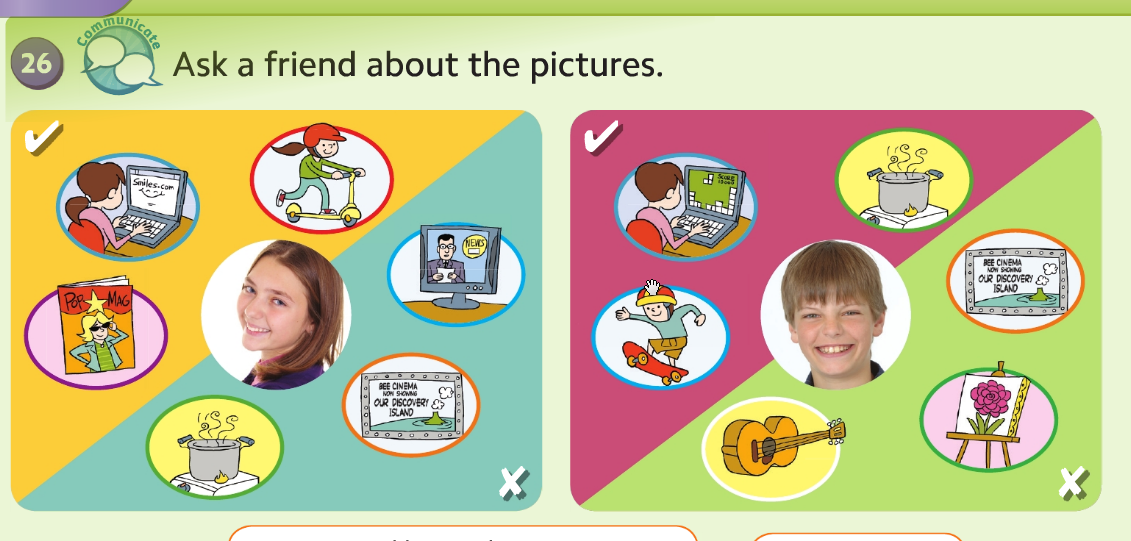 Communicate
26
Ask a friend about the pictures.
Smiles.com
POP MAG
NEWS
BEE CINEMA
NOW SHOWING
OUR DISCOVERY
ISLAND
SCORE
BEE CINEMA
NOW SHOWING
OUR DISCOVERY
ISLAND